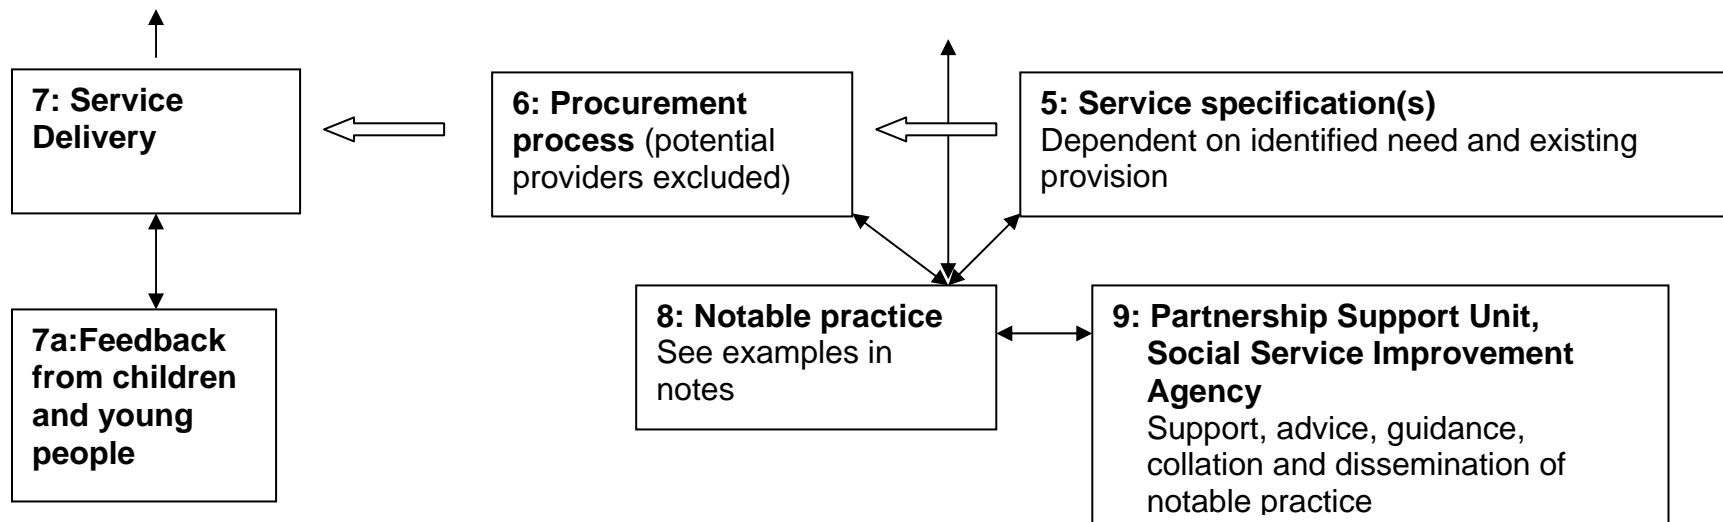 7: Service
Delivery
6: Procurement
process (potential
providers excluded)
5: Service specification(s)
Dependent on identified need and existing
provision
7a:Feedback
from children
and young
people
8: Notable practice
See examples in
notes
9: Partnership Support Unit,
Social Service Improvement
Agency
Support, advice, guidance,
collation and dissemination of
notable practice